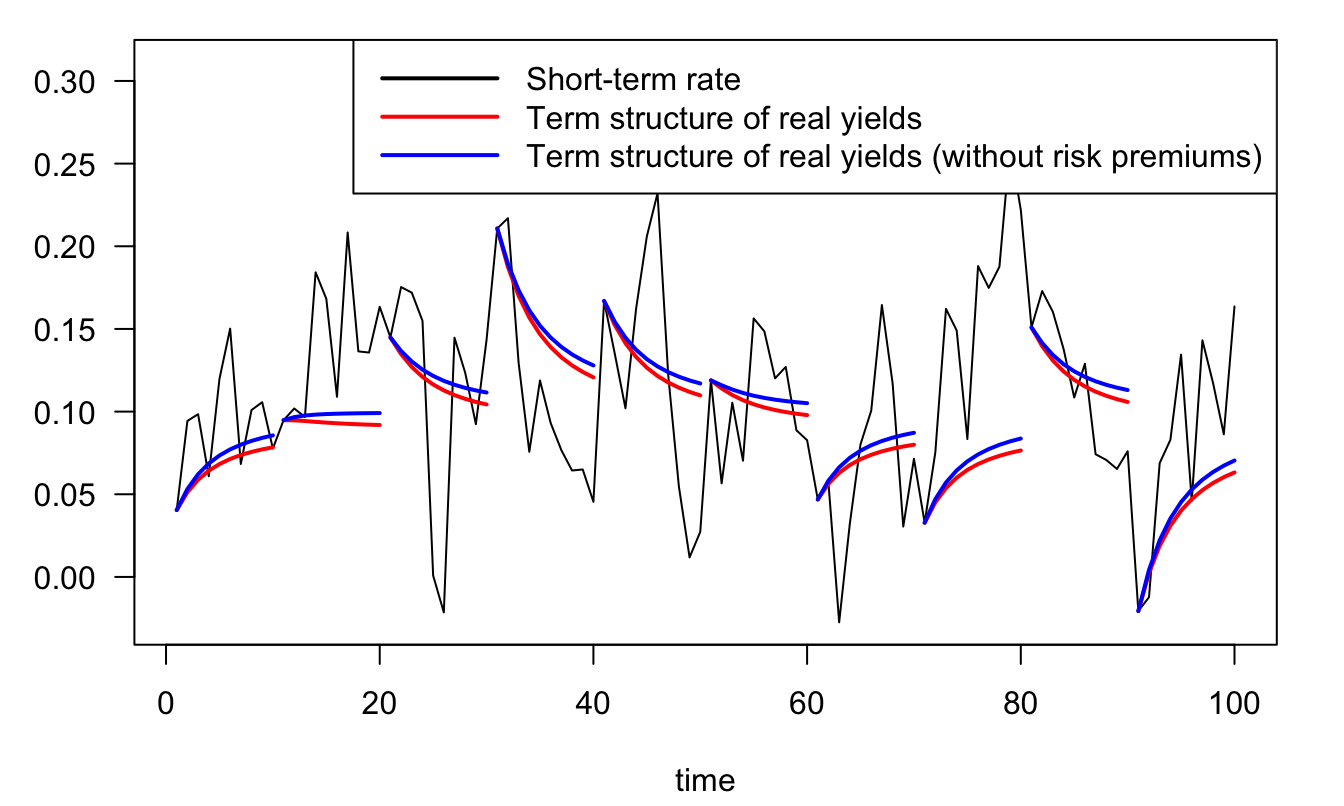 0.30
0.25
0.20
0.15
0.10
0.05
0.00
Short-term rate
Term structure of real yields
Term structure of real yields (without risk premiums)
0 20 40 60 80 100
time